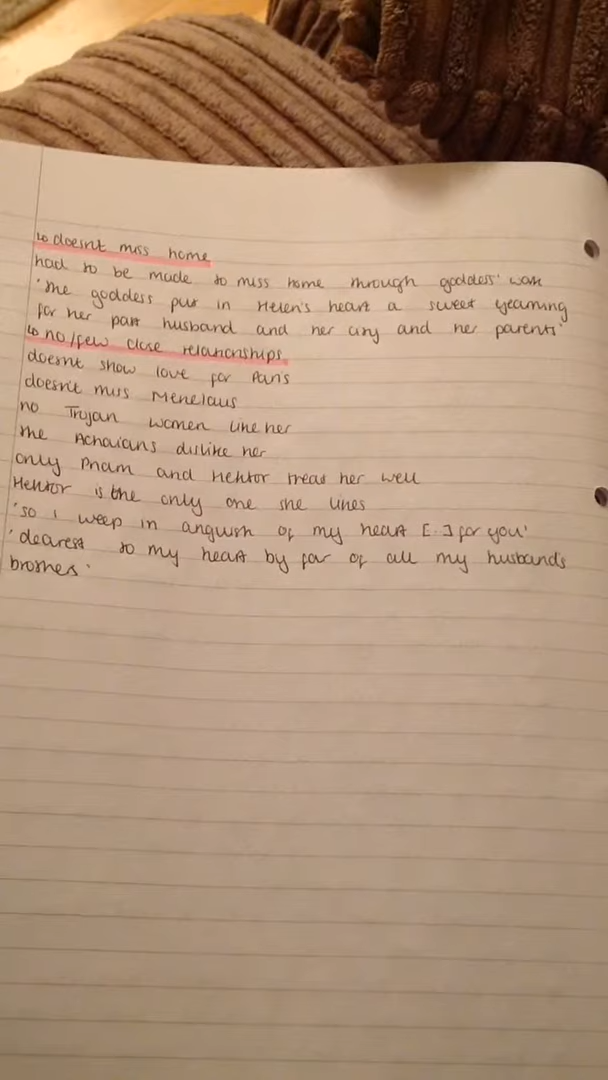 ↳ doesn't miss home
had to be made to miss home through goddess' work
'the goddess put in Helen's heart a sweet yearning
for her past husband and her city and her parents'
↳ no/few close relationships
doesn't show love for Paris
doesn't miss Menelaus
no Trojan women like her
the Achaians dislike her
only Priam and Hektor treat her well
Hektor is the only one she likes
'so I weep in anguish of my heart [..] for you'
'dearest to my heart by far of all my husband's
brothers'